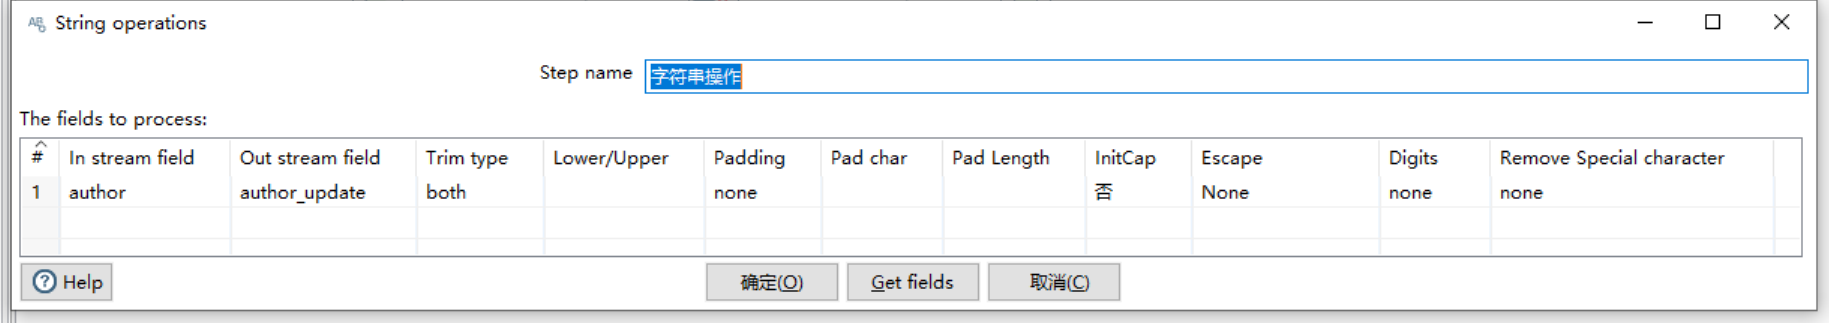 String operations
Step name 字符串操作
The fields to process:
# In stream field Out stream field Trim type Lower/Upper Padding Pad char Pad Length InitCap Escape Digits Remove Special character
1 author author_update both none 否 None none none
Help 确定(O) Get fields 取消(C)